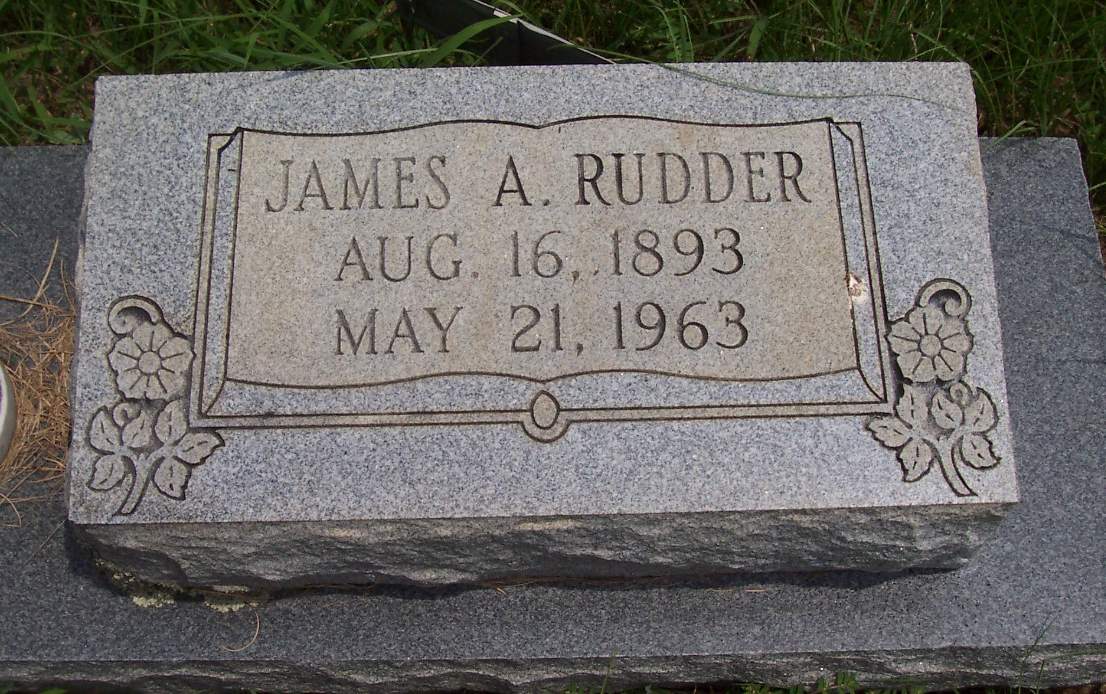 JAMES A. RUDDER
AUG. 16, 1893
MAY 21, 1963